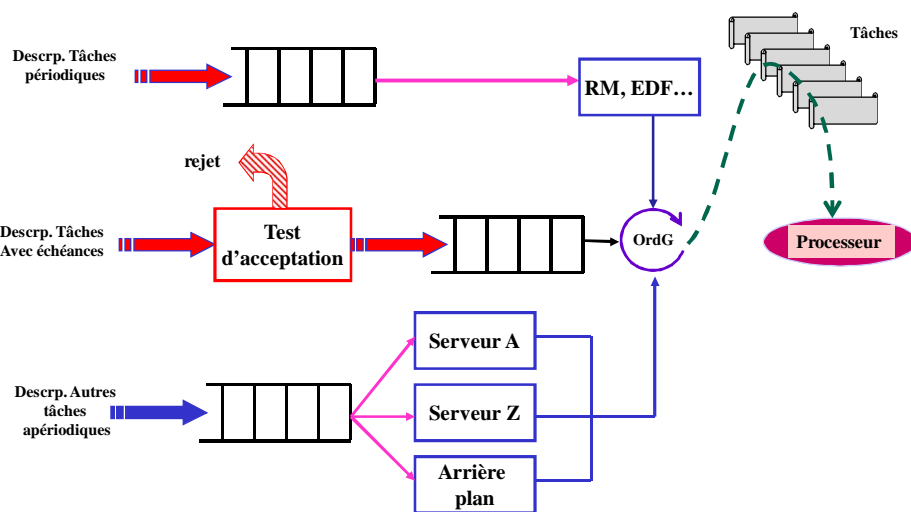 Descrp. Tâches
périodiques
RM, EDF…
Tâches
rejet
Descrp. Tâches
Avec échéances
Test
d’acceptation
OrdG
Processeur
Descrp. Autres
tâches
apériodiques
Serveur A
Serveur Z
Arrière
plan